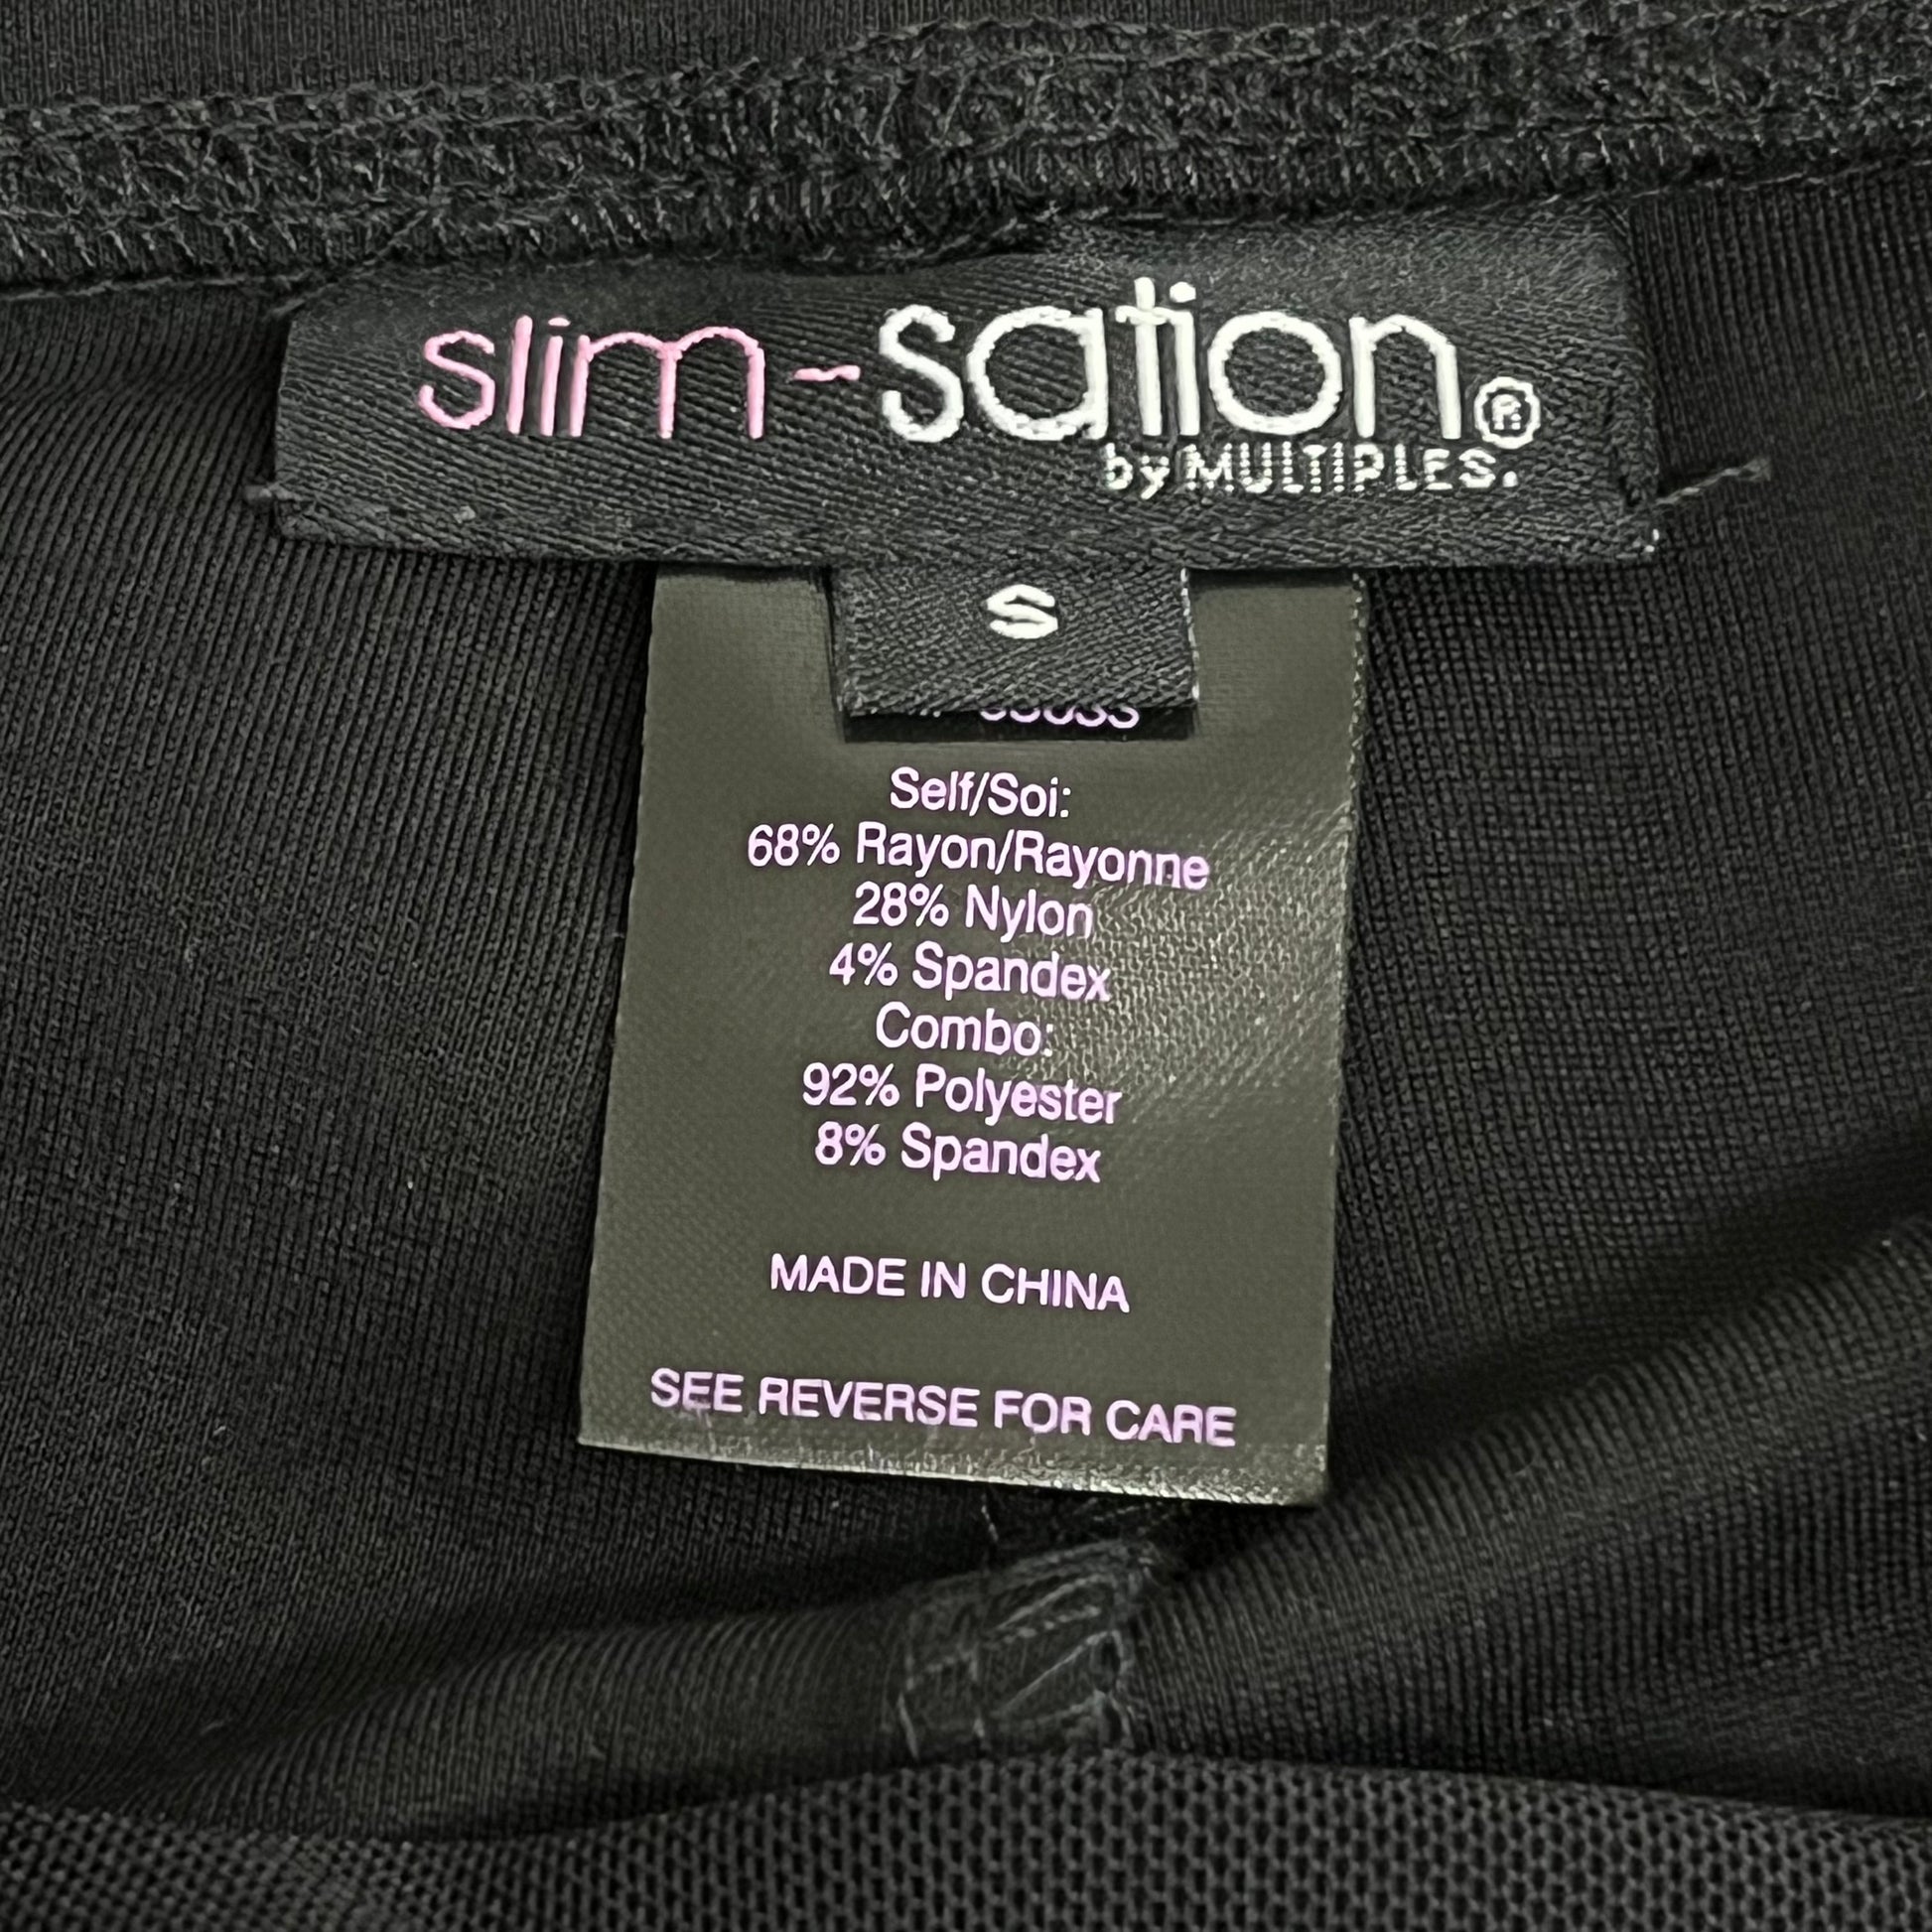 slim-sation®
by MULTIPLES.
S
Self/Soi:
68% Rayon/Rayonne
28% Nylon
4% Spandex
Combo:
92% Polyester
8% Spandex
MADE IN CHINA
SEE REVERSE FOR CARE